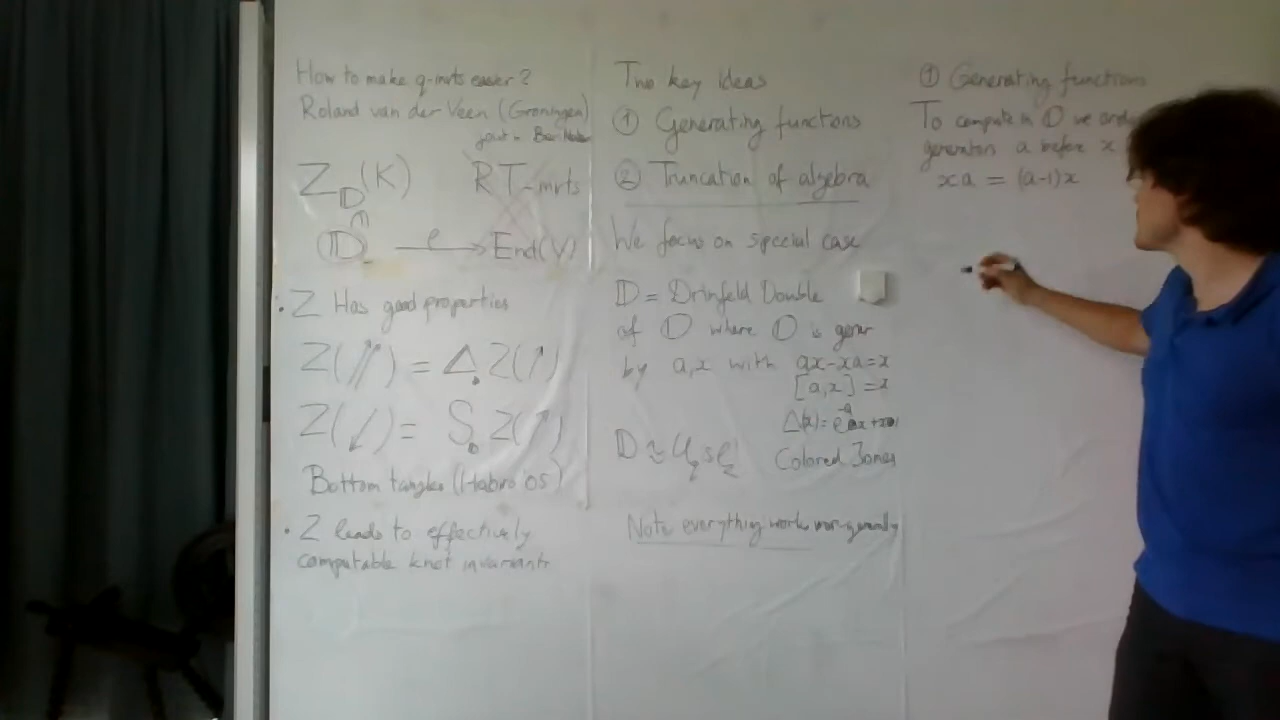 How to make q-invts easier?
Roland van der Veen (Groningen)
joint w Bar-Natan
Z_D(K) RT-invts
∩
𝔻 —ρ→ End(V)
• Z Has good properties
Z(⇈) = Δ Z(↑)
Z(↓) = S Z(↑)
Bottom tangles (Habiro '05)
• Z leads to effectively
computable knot invariants
Two key ideas
① Generating functions
② Truncation of algebra
We focus on special case
𝔻 = Drinfeld Double
of D where D is gener
by a,x with ax-xa=x
[a,x]=x
𝔻 ≈ U_q sl_2 Colored Jones
Note everything works more generally
① Generating functions
To compute in D we order
generators a before x
xa = (a-1)x